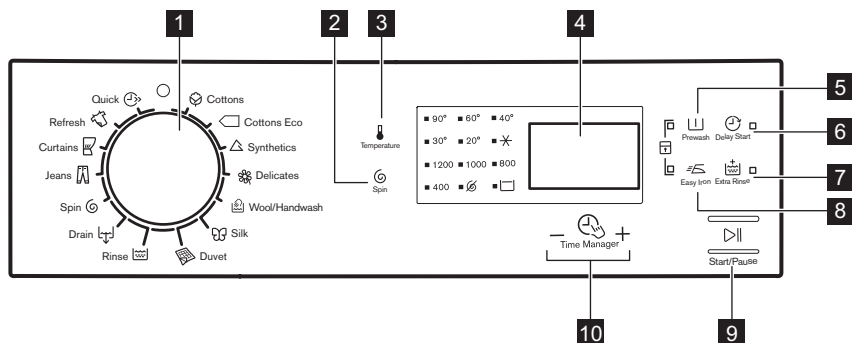 1
2
3
4
5
6
7
8
9
10
Quick
Cottons
Refresh
Cottons Eco
Curtains
Synthetics
Jeans
Delicates
Spin
Wool/Handwash
Drain
Silk
Rinse
Duvet
Temperature
Spin
90° 60° 40°
30° 20°
1200 1000 800
400
− Time Manager +
Prewash
Delay Start
Easy Iron
Extra Rinse
Start/Pause